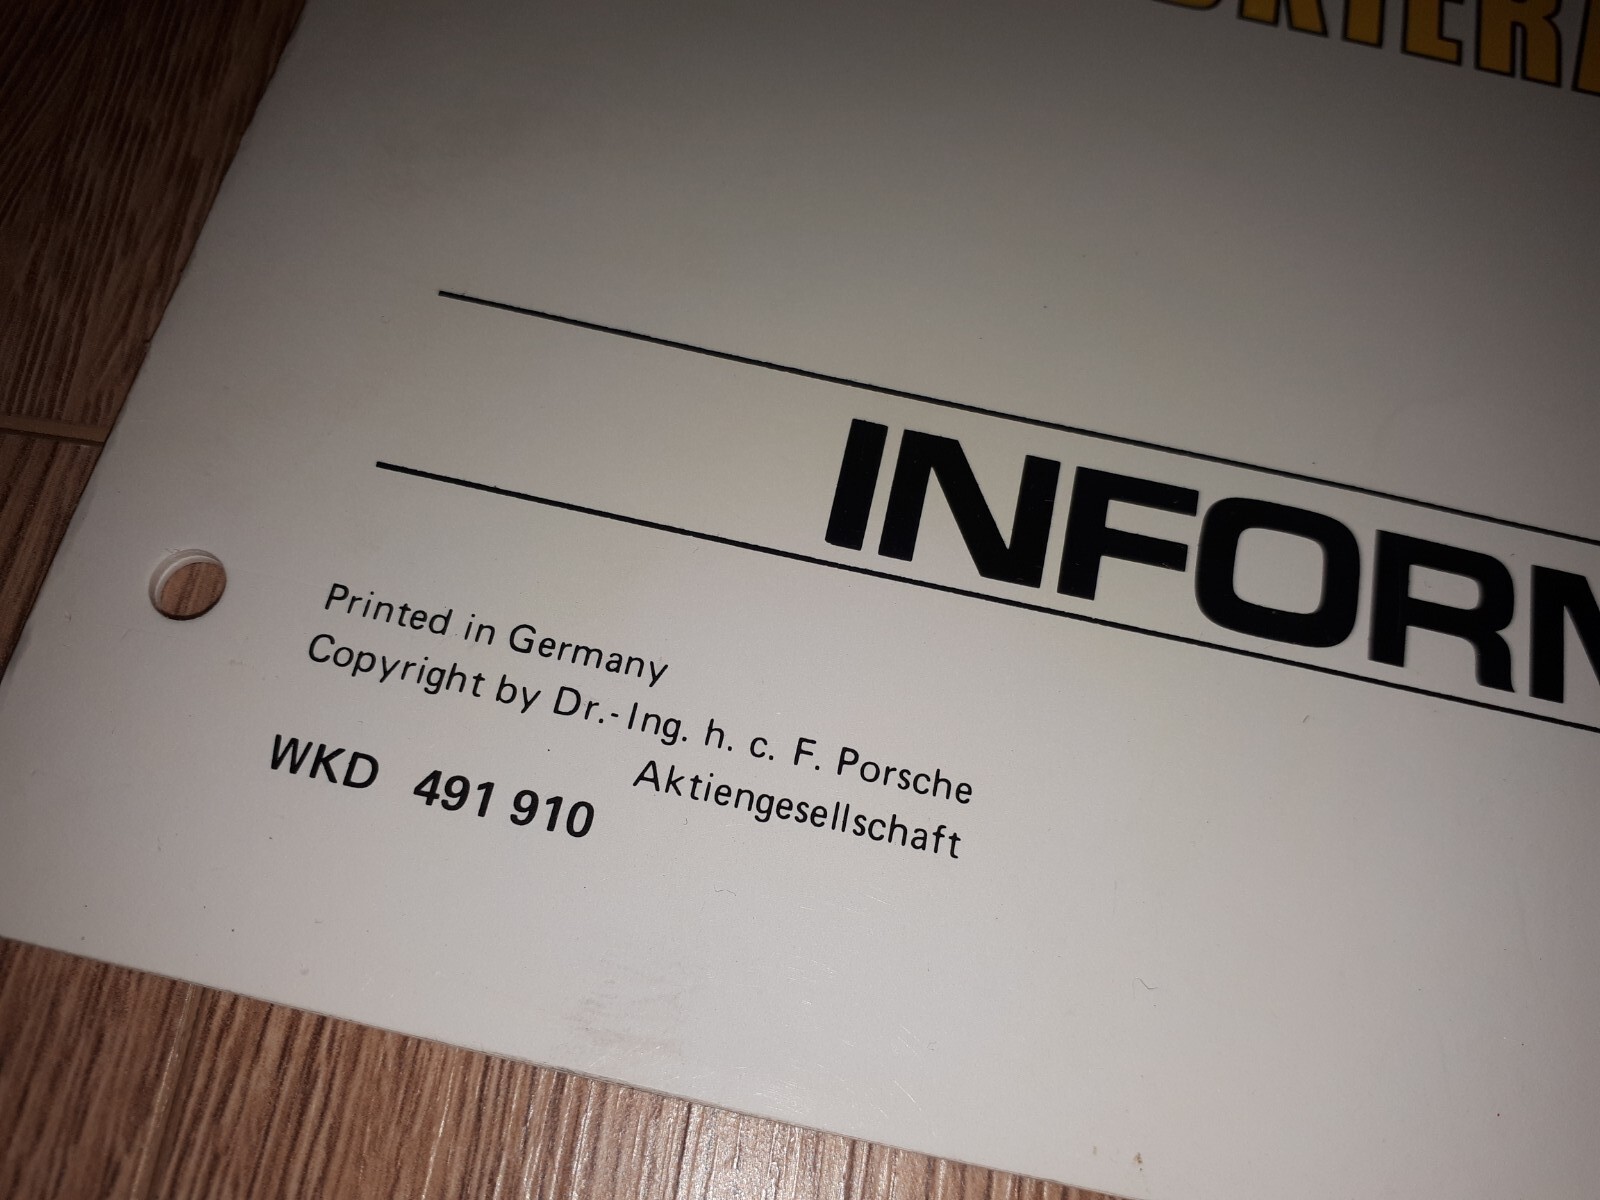 INFORM
Printed in Germany
Copyright by Dr.-Ing. h. c. F. Porsche
Aktiengesellschaft
WKD 491 910